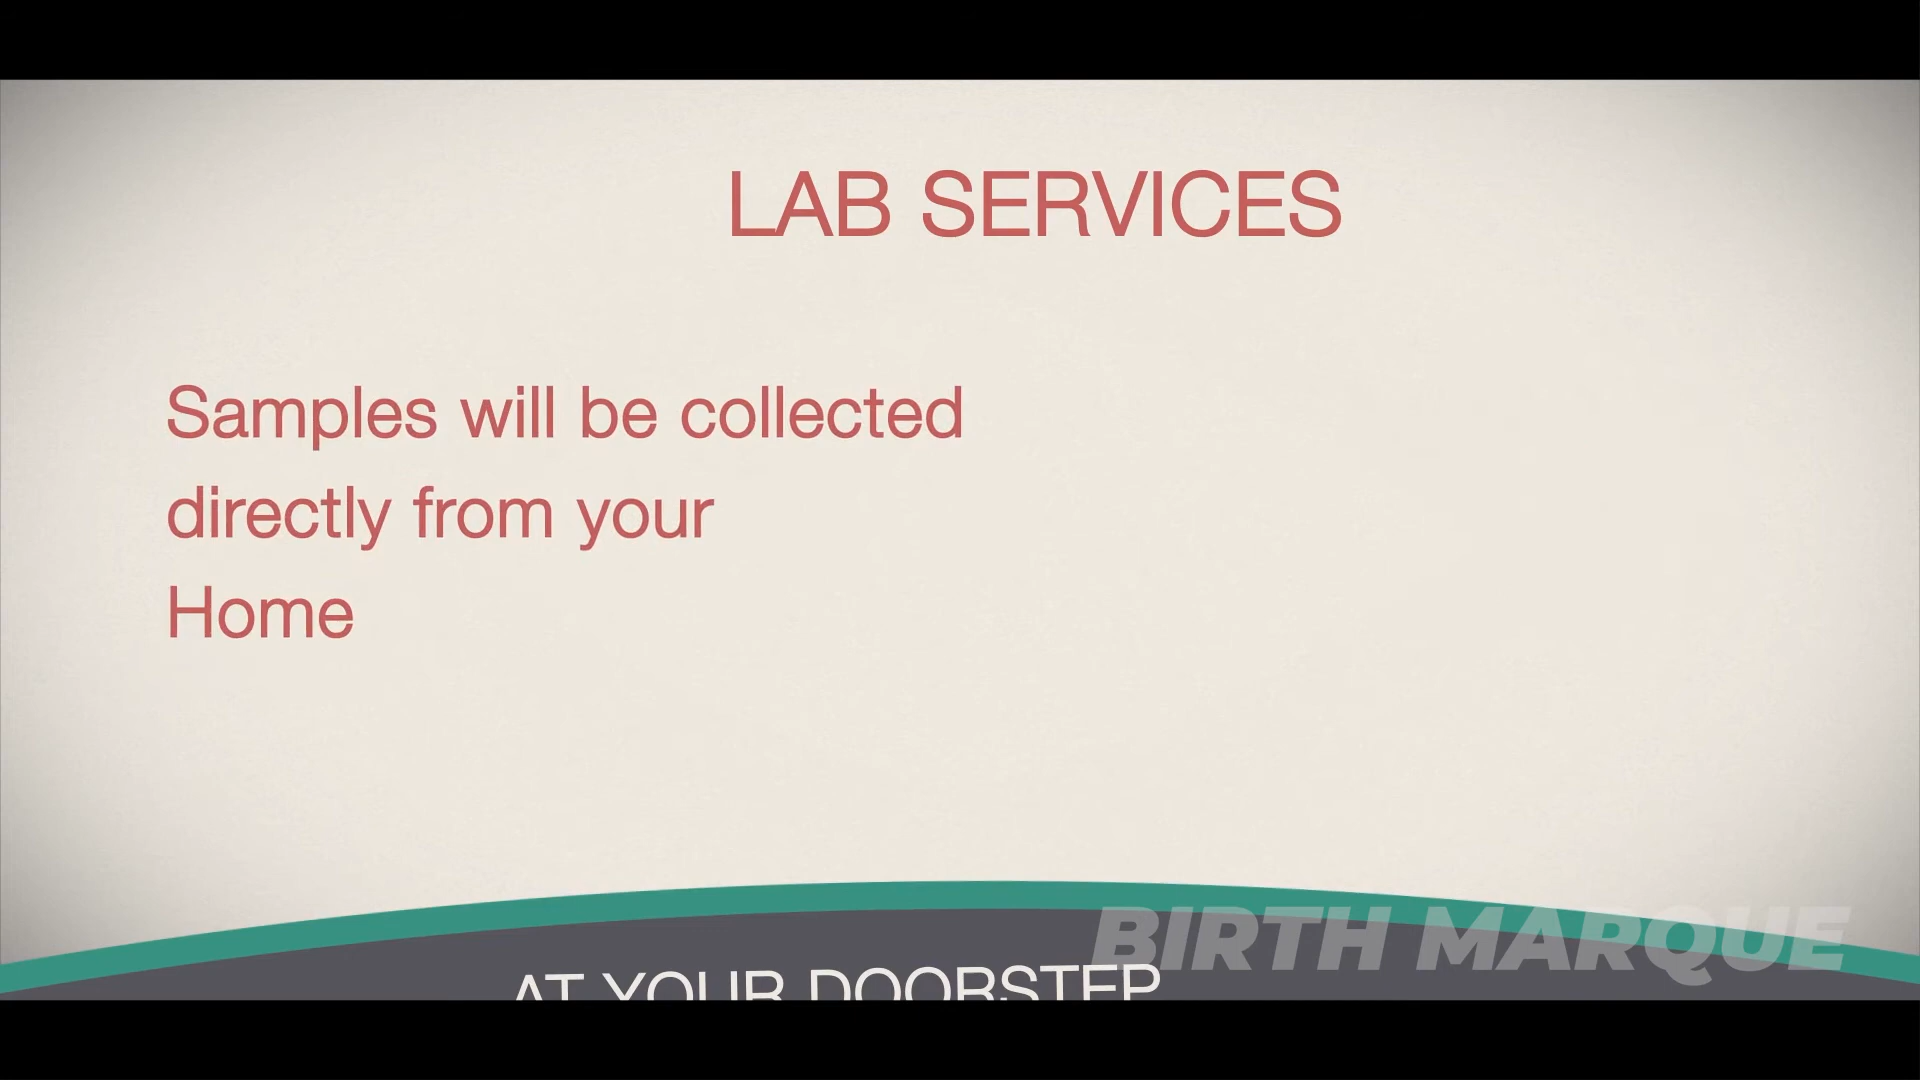 LAB SERVICES
Samples will be collected
directly from your
Home
BIRTH MARQUE
AT YOUR DOORSTEP